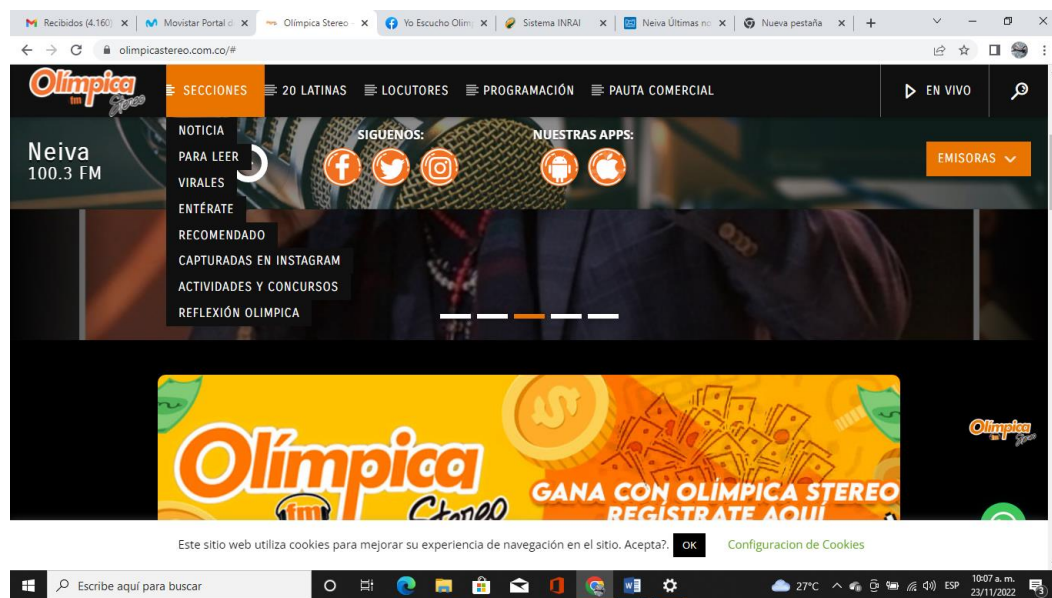 Recibidos (4.160)
Movistar Portal d
Olímpica Stereo -
Yo Escucho Olim
Sistema INRAI
Neiva Últimas no
Nueva pestaña
olimpicastereo.com.co/#
Olímpica fm Stereo
SECCIONES
20 LATINAS
LOCUTORES
PROGRAMACIÓN
PAUTA COMERCIAL
EN VIVO
NOTICIA
PARA LEER
VIRALES
ENTÉRATE
RECOMENDADO
CAPTURADAS EN INSTAGRAM
ACTIVIDADES Y CONCURSOS
REFLEXIÓN OLIMPICA
Neiva
100.3 FM
SIGUENOS:
NUESTRAS APPS:
EMISORAS
Olímpica
fm Stereo
GANA CON OLÍMPICA STEREO
REGÍSTRATE AQUÍ
Olímpica
fm Stereo
Este sitio web utiliza cookies para mejorar su experiencia de navegación en el sitio. Acepta?.
OK
Configuracion de Cookies
Escribe aquí para buscar
27°C
ESP
10:07 a. m.
23/11/2022
3